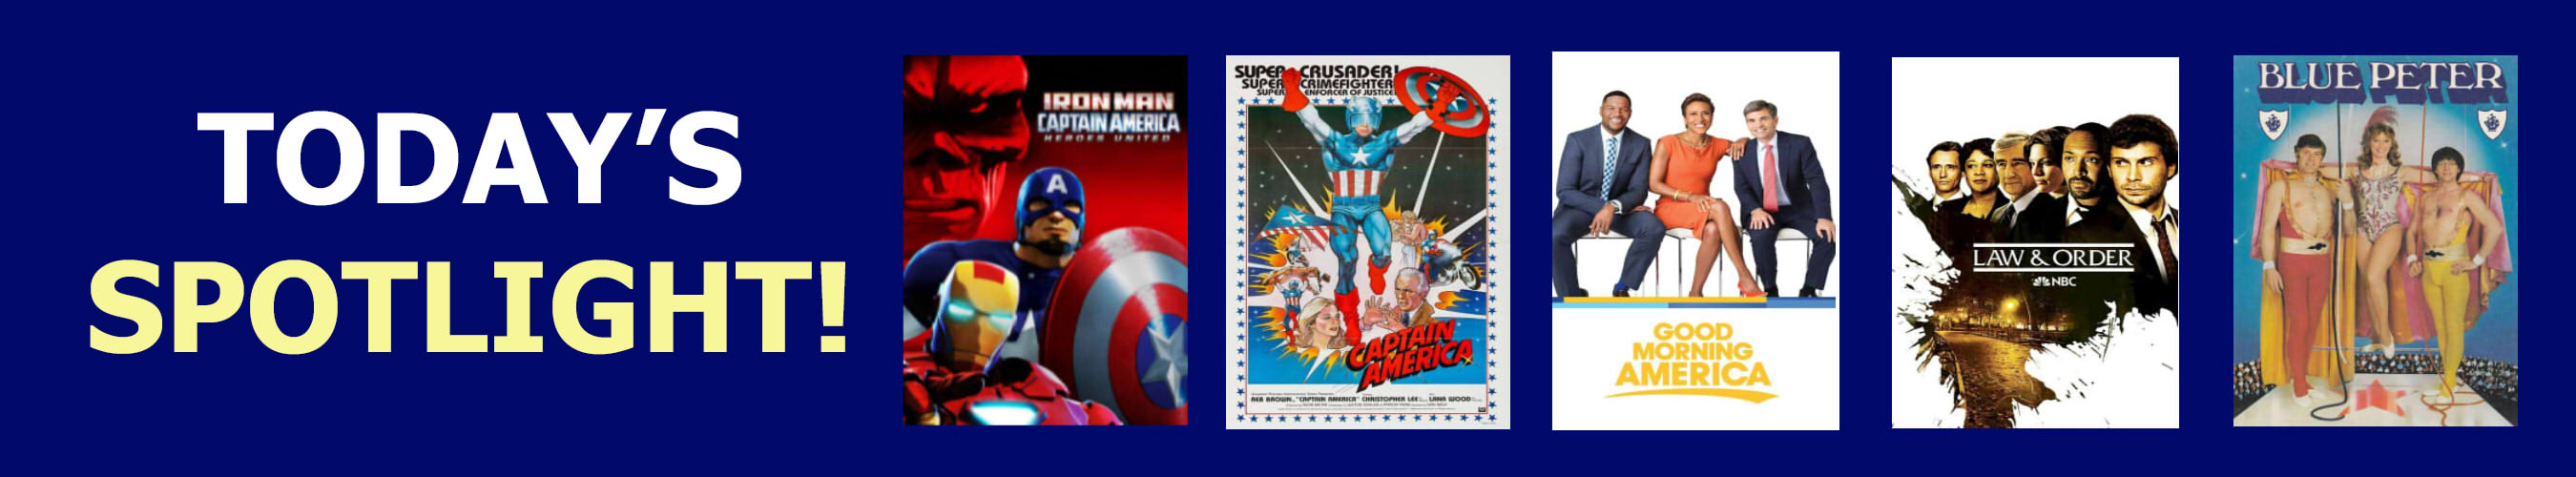 TODAY'S
SPOTLIGHT!
IRON MAN
CAPTAIN AMERICA
HEROES UNITED
A
SUPER CRUSADER!
SUPER CRIMEFIGHTER
SUPER ENFORCER OF JUSTICE!
CAPTAIN
AMERICA
REB BROWN "CAPTAIN AMERICA" CHRISTOPHER LEE LANA WOOD
GOOD
MORNING
AMERICA
LAW & ORDER
NBC
BLUE PETER